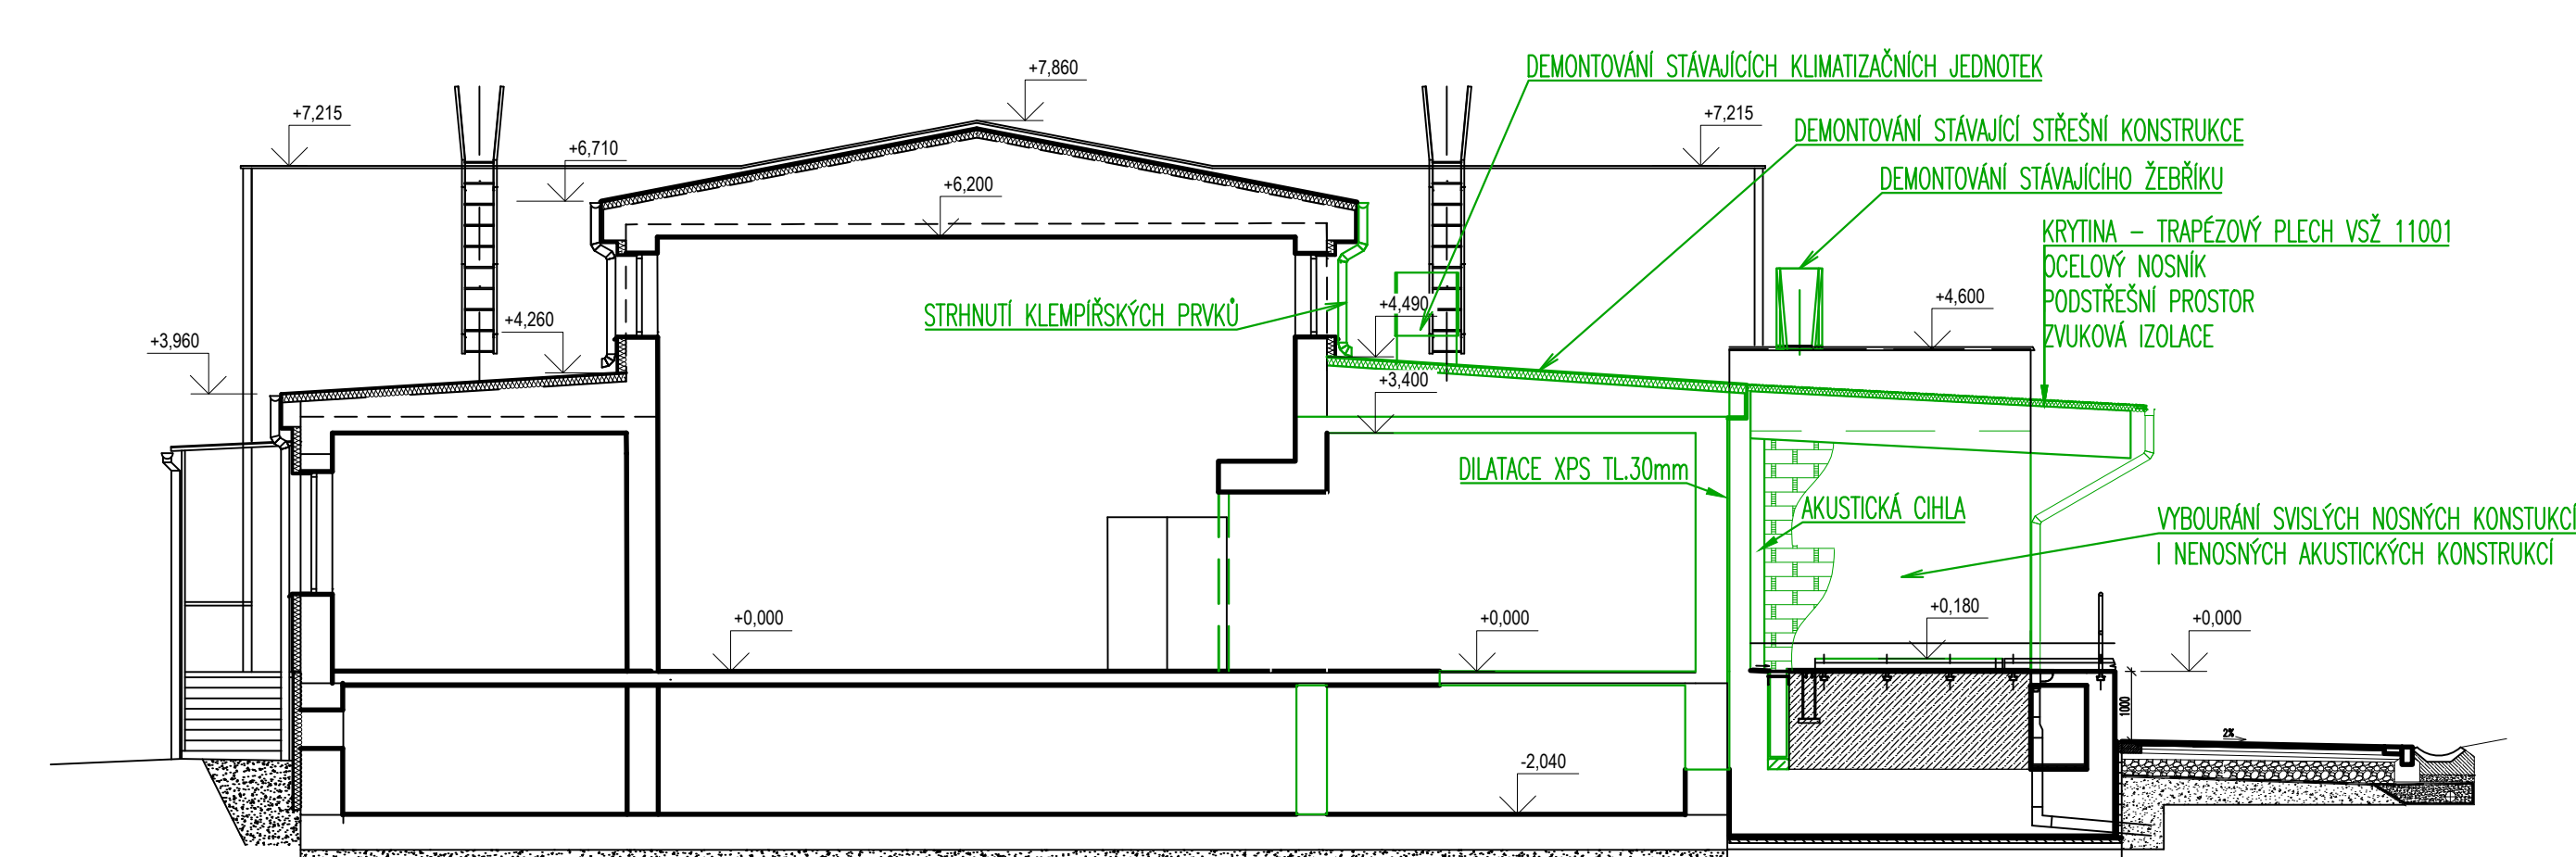 DEMONTOVÁNÍ STÁVAJÍCÍCH KLIMATIZAČNÍCH JEDNOTEK
+7,860
+7,215
+7,215
DEMONTOVÁNÍ STÁVAJÍCÍ STŘEŠNÍ KONSTRUKCE
+6,710
DEMONTOVÁNÍ STÁVAJÍCÍHO ŽEBŘÍKU
+6,200
KRYTINA – TRAPÉZOVÝ PLECH VSŽ 11001
OCELOVÝ NOSNÍK
PODSTŘEŠNÍ PROSTOR
ZVUKOVÁ IZOLACE
+4,600
+4,490
STRHNUTÍ KLEMPÍŘSKÝCH PRVKŮ
+4,260
+3,960
+3,400
DILATACE XPS TL.30mm
AKUSTICKÁ CIHLA
VYBOURÁNÍ SVISLÝCH NOSNÝCH KONSTUKCÍ
I NENOSNÝCH AKUSTICKÝCH KONSTRUKCÍ
+0,180
+0,000
+0,000
+0,000
1000
2%
-2,040